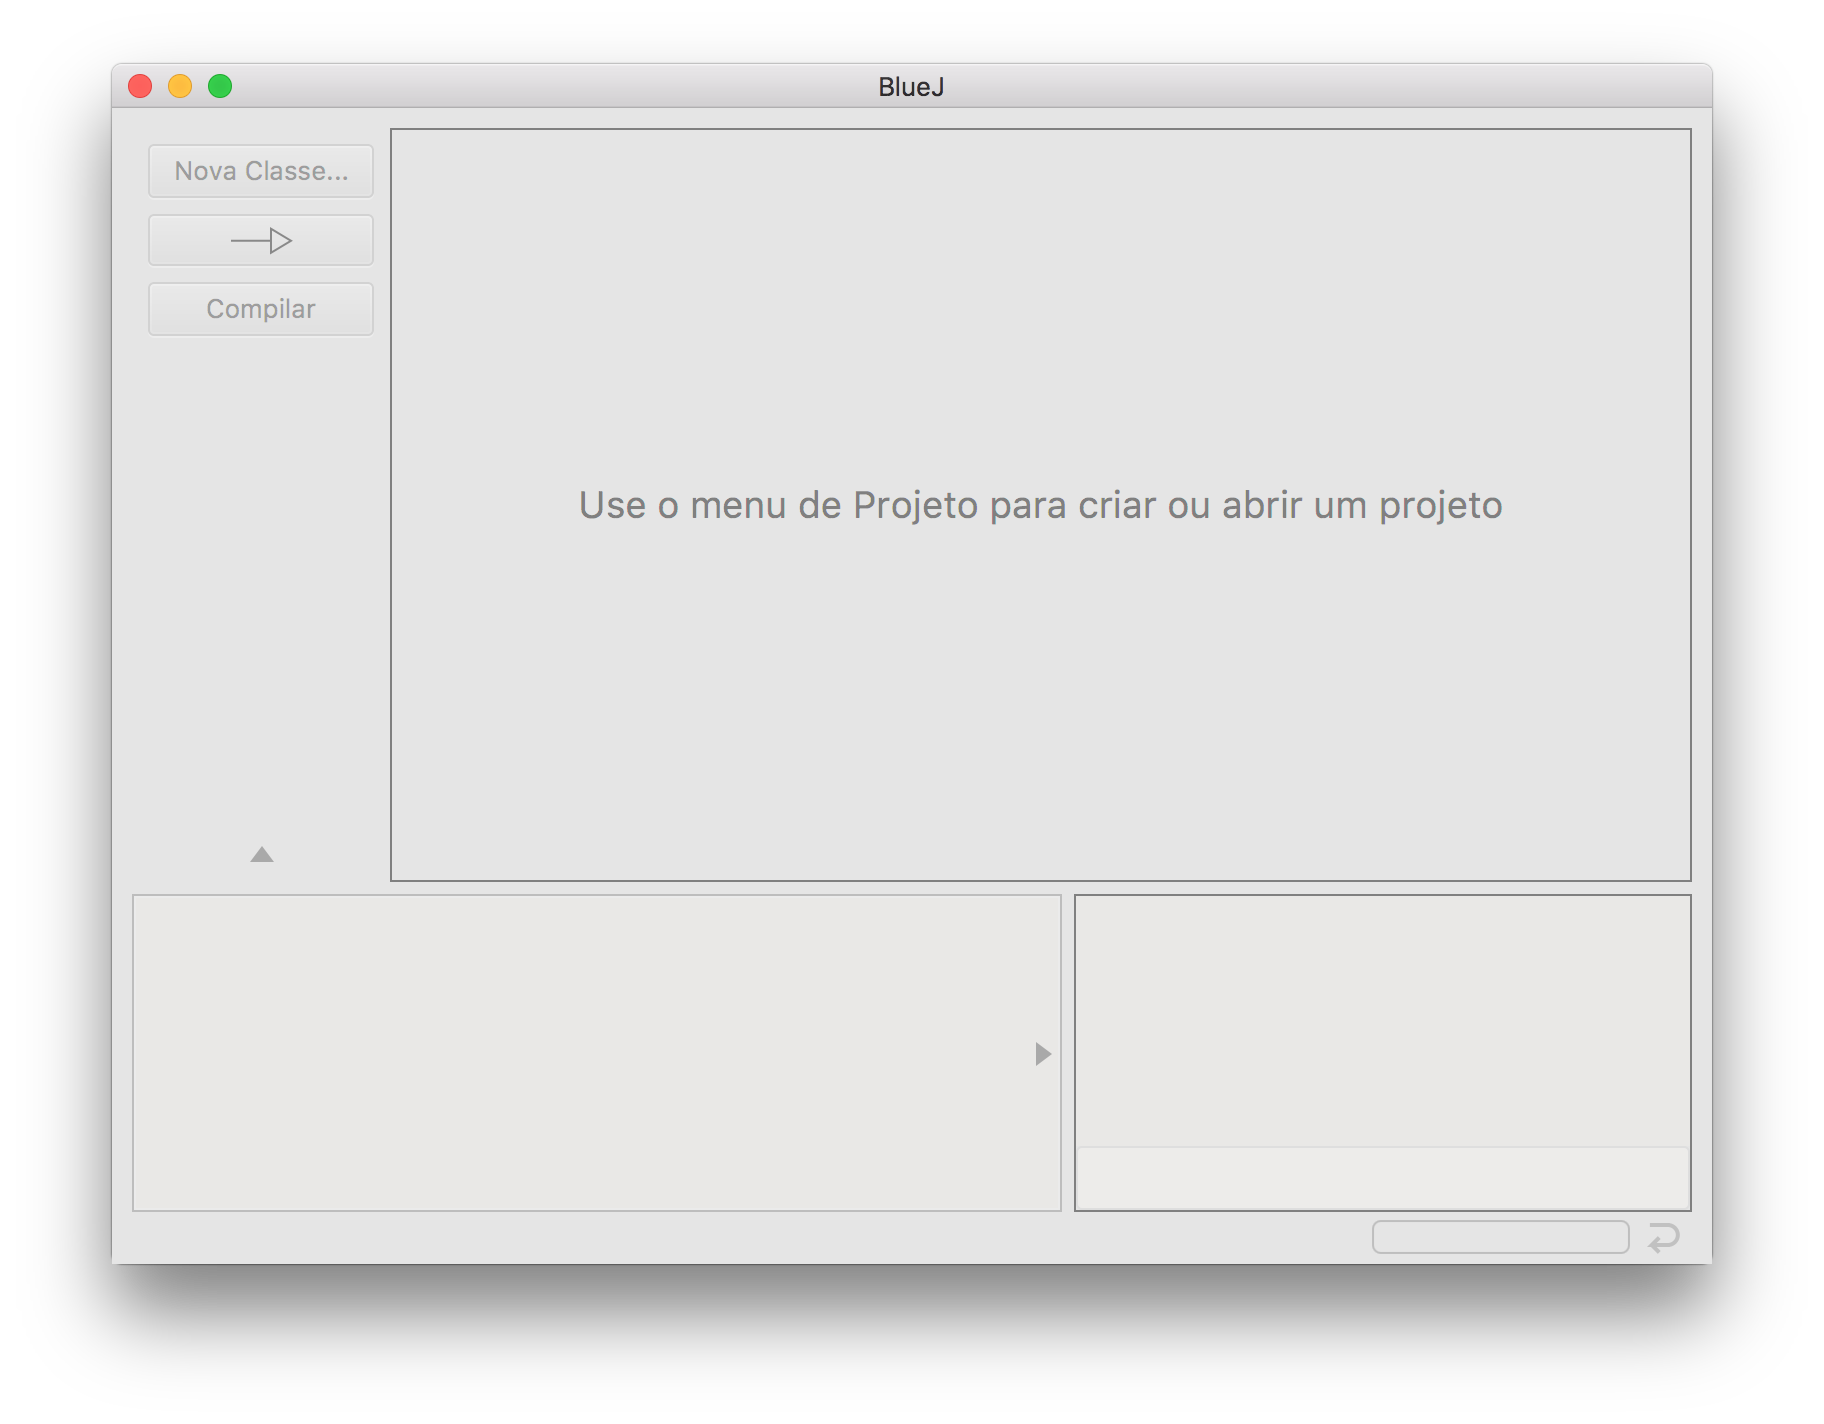 BlueJ
Nova Classe...
Compilar
Use o menu de Projeto para criar ou abrir um projeto